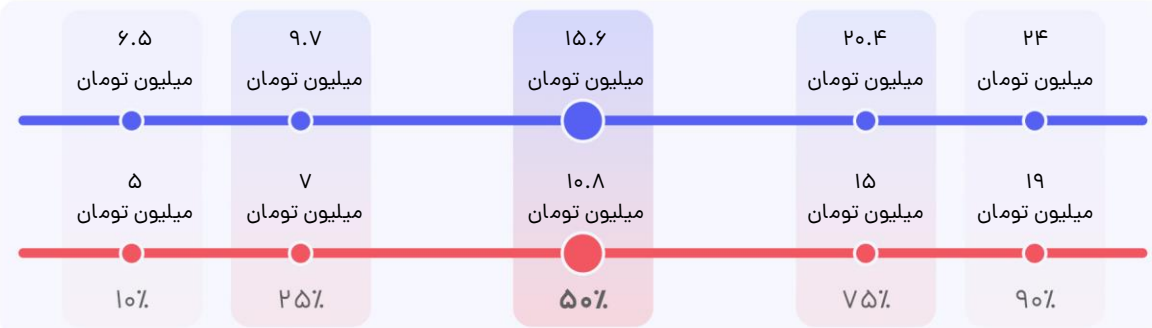 ۶.۵ ۹.۷ ۱۵.۶ ۲۰.۴ ۲۴
میلیون تومان میلیون تومان میلیون تومان میلیون تومان میلیون تومان
۵ ۷ ۱۰.۸ ۱۵ ۱۹
میلیون تومان میلیون تومان میلیون تومان میلیون تومان میلیون تومان
۱۰٪ ۲۵٪ ۵۰٪ ۷۵٪ ۹۰٪